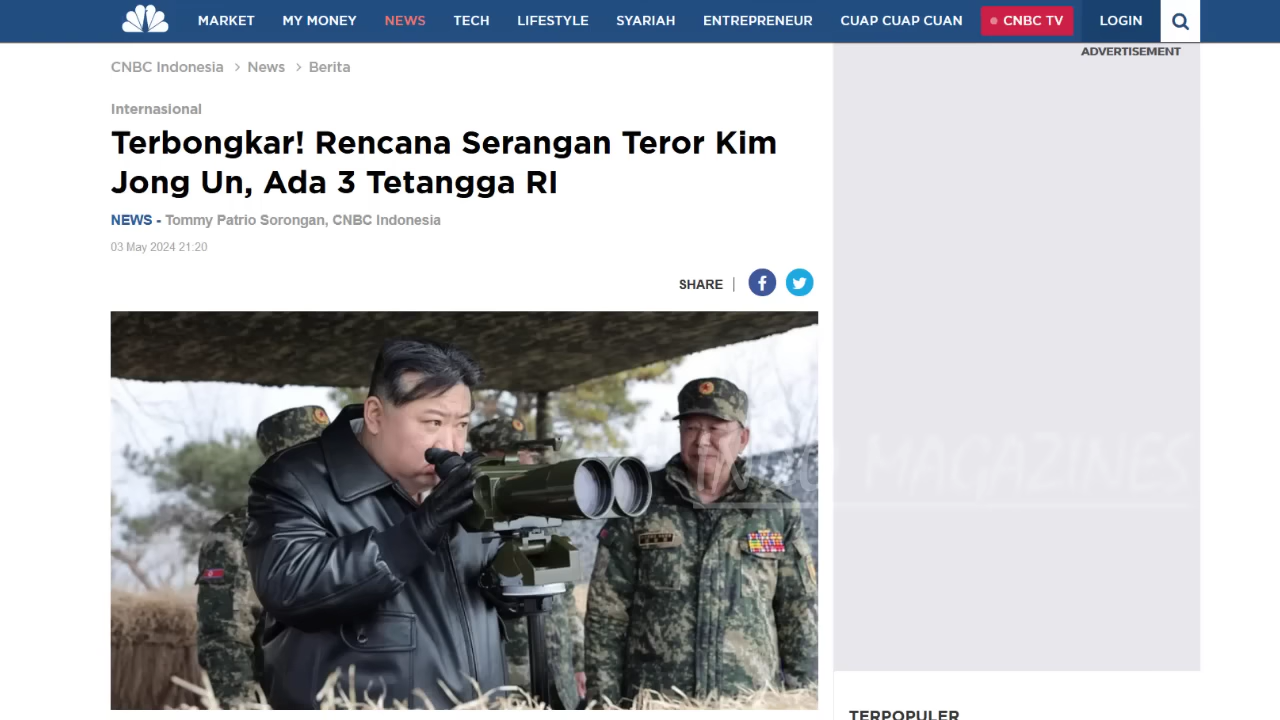 MARKET MY MONEY NEWS TECH LIFESTYLE SYARIAH ENTREPRENEUR CUAP CUAP CUAN CNBC TV LOGIN
ADVERTISEMENT
CNBC Indonesia > News > Berita
Internasional
Terbongkar! Rencana Serangan Teror Kim
Jong Un, Ada 3 Tetangga RI
NEWS - Tommy Patrio Sorongan, CNBC Indonesia
03 May 2024 21:20
SHARE |
MAGAZINES
TERPOPULER